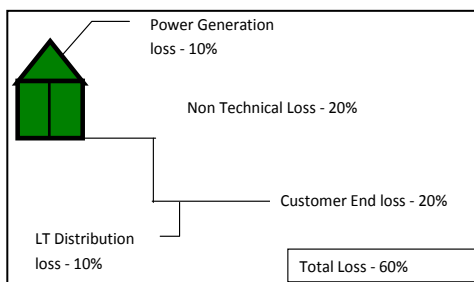 Power Generation
loss - 10%
Non Technical Loss - 20%
Customer End loss - 20%
LT Distribution
loss - 10%
Total Loss - 60%